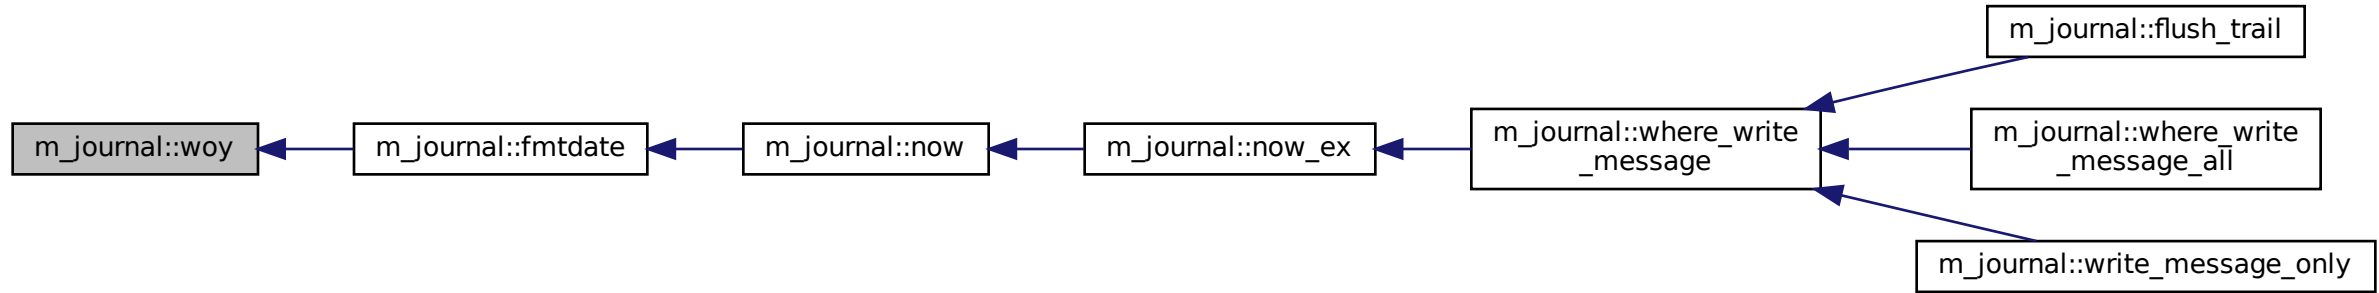 m_journal::woy
m_journal::fmtdate
m_journal::now
m_journal::now_ex
m_journal::where_write
_message
m_journal::flush_trail
m_journal::where_write
_message_all
m_journal::write_message_only